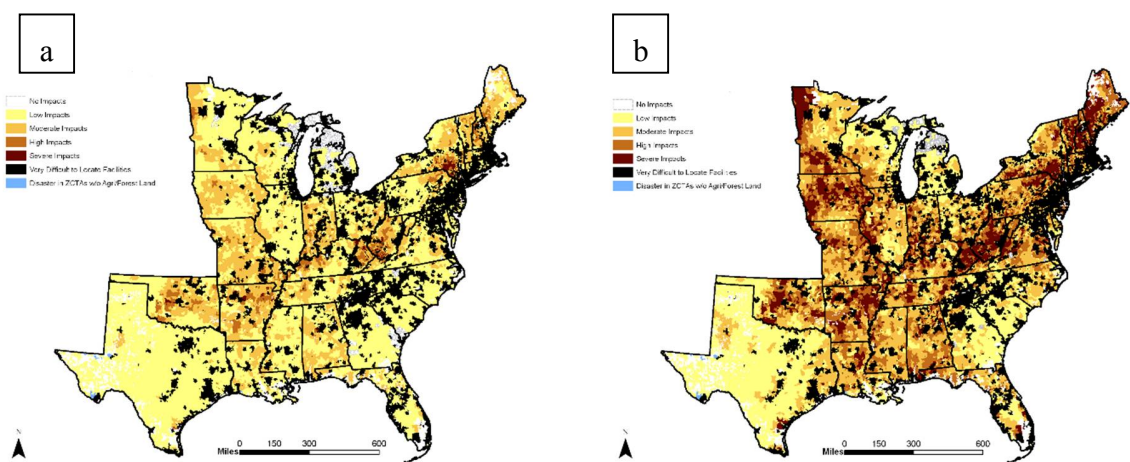 a
No Impacts
Low Impacts
Moderate Impacts
High Impacts
Severe Impacts
Very Difficult to Locate Facilities
Disaster in ZCTAs w/o Agri/Forest Land
N
0 150 300 600
Miles
b
No Impacts
Low Impacts
Moderate Impacts
High Impacts
Severe Impacts
Very Difficult to Locate Facilities
Disaster in ZCTAs w/o Agri/Forest Land
N
0 150 300 600
Miles